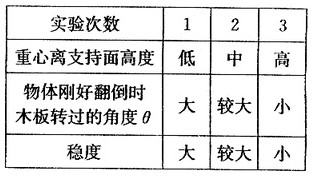 实验次数 1 2 3
重心离支持面高度 低 中 高
物体刚好翻倒时
木板转过的角度θ 大 较大 小
稳度 大 较大 小